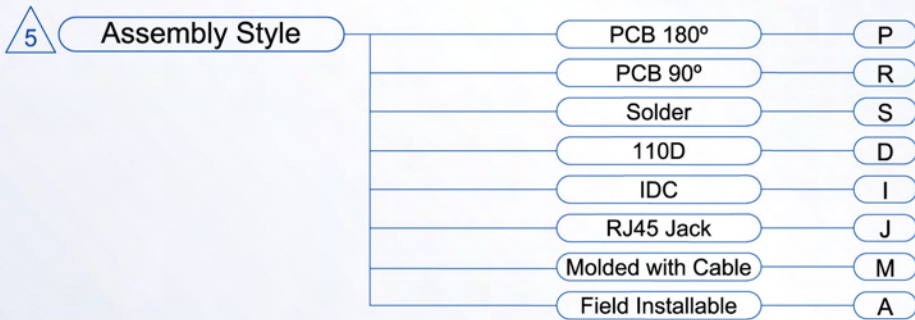 5 Assembly Style PCB 180º P
PCB 90º R
Solder S
110D D
IDC I
RJ45 Jack J
Molded with Cable M
Field Installable A